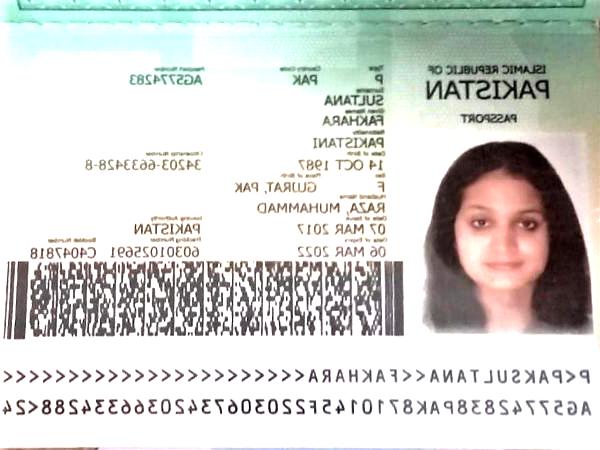 ISLAMIC REPUBLIC OF
PAKISTAN
PASSPORT
Type Country Code Passport Number
P PAK AG5774283
Surname
SULTANA
Given Names
FAKHARA
Nationality
PAKISTANI
Date of Birth Citizenship Number
14 OCT 1987 34203-6633428-8
Sex Place of Birth
F GUJRAT, PAK
Husband Name
RAZA, MUHAMMAD
Date of Issue Issuing Authority
07 MAR 2017 PAKISTAN
Date of Expiry Tracking Number Booklet Number
06 MAR 2022 60301025691 C4047818
P<PAKSULTANA<<FAKHARA<<<<<<<<<<<<<<<<<<<<<<<
AG57742838PAK8710145F22030673420366334288<24